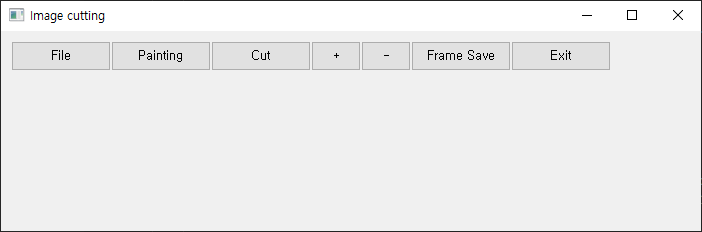 Image cutting
File Painting Cut + - Frame Save Exit